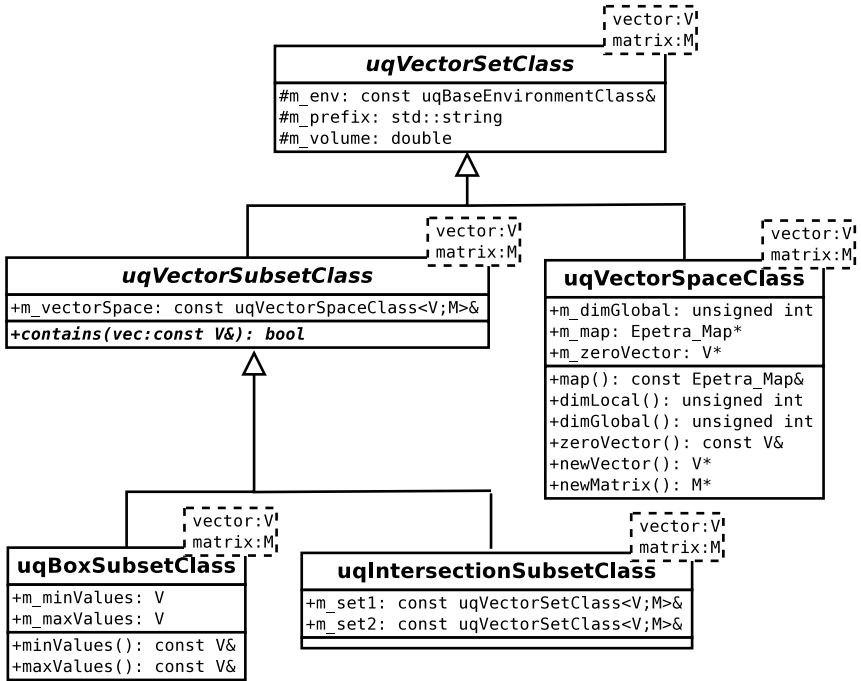 vector:V
matrix:M
uqVectorSetClass
#m_env: const uqBaseEnvironmentClass&
#m_prefix: std::string
#m_volume: double
vector:V
matrix:M
uqVectorSubsetClass
+m_vectorSpace: const uqVectorSpaceClass<V;M>&
+contains(vec:const V&): bool
vector:V
matrix:M
uqVectorSpaceClass
+m_dimGlobal: unsigned int
+m_map: Epetra_Map*
+m_zeroVector: V*
+map(): const Epetra_Map&
+dimLocal(): unsigned int
+dimGlobal(): unsigned int
+zeroVector(): const V&
+newVector(): V*
+newMatrix(): M*
vector:V
matrix:M
uqBoxSubsetClass
+m_minValues: V
+m_maxValues: V
+minValues(): const V&
+maxValues(): const V&
vector:V
matrix:M
uqIntersectionSubsetClass
+m_set1: const uqVectorSetClass<V;M>&
+m_set2: const uqVectorSetClass<V;M>&